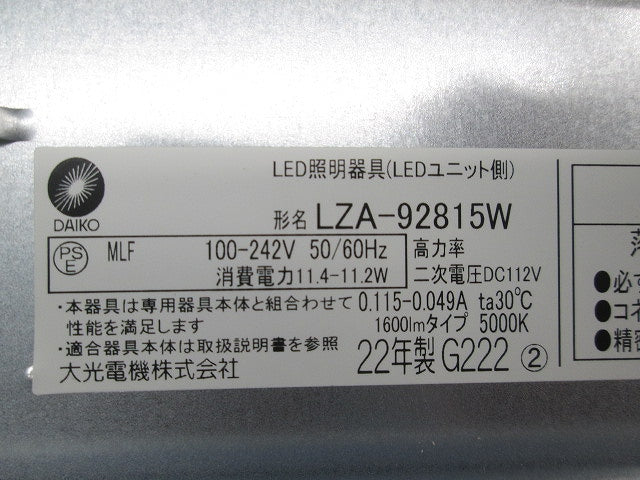 LED照明器具(LEDユニット側)
DAIKO
形名 LZA-92815W
PSE MLF 100-242V 50/60Hz
消費電力11.4-11.2W
高力率
二次電圧DC112V
・本器具は専用器具本体と組合わせて
性能を満足します
・適合器具本体は取扱説明書を参照
大光電機株式会社
0.115-0.049A ta30℃
1600lmタイプ 5000K
22年製 G222 ②
●必ず
●コネ
●精密